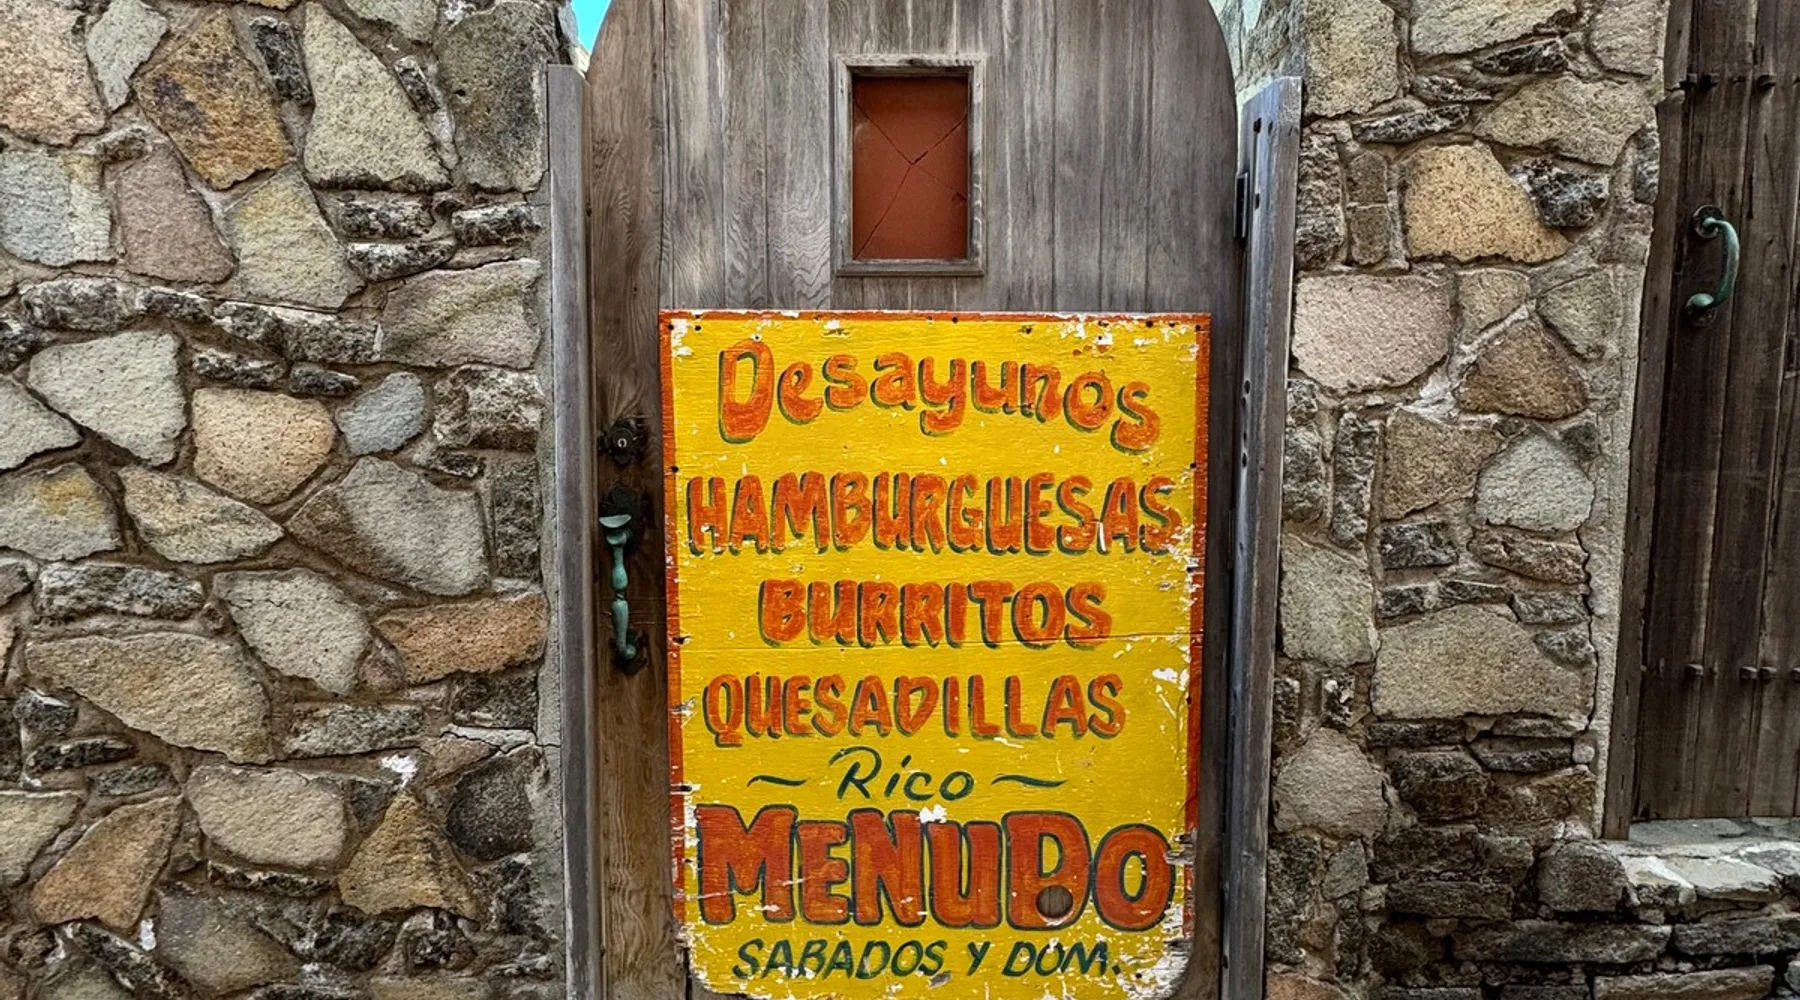 Desayunos
HAMBURGUESAS
BURRITOS
QUESADILLAS
~ Rico ~
MENUDO
SABADOS Y DOM.